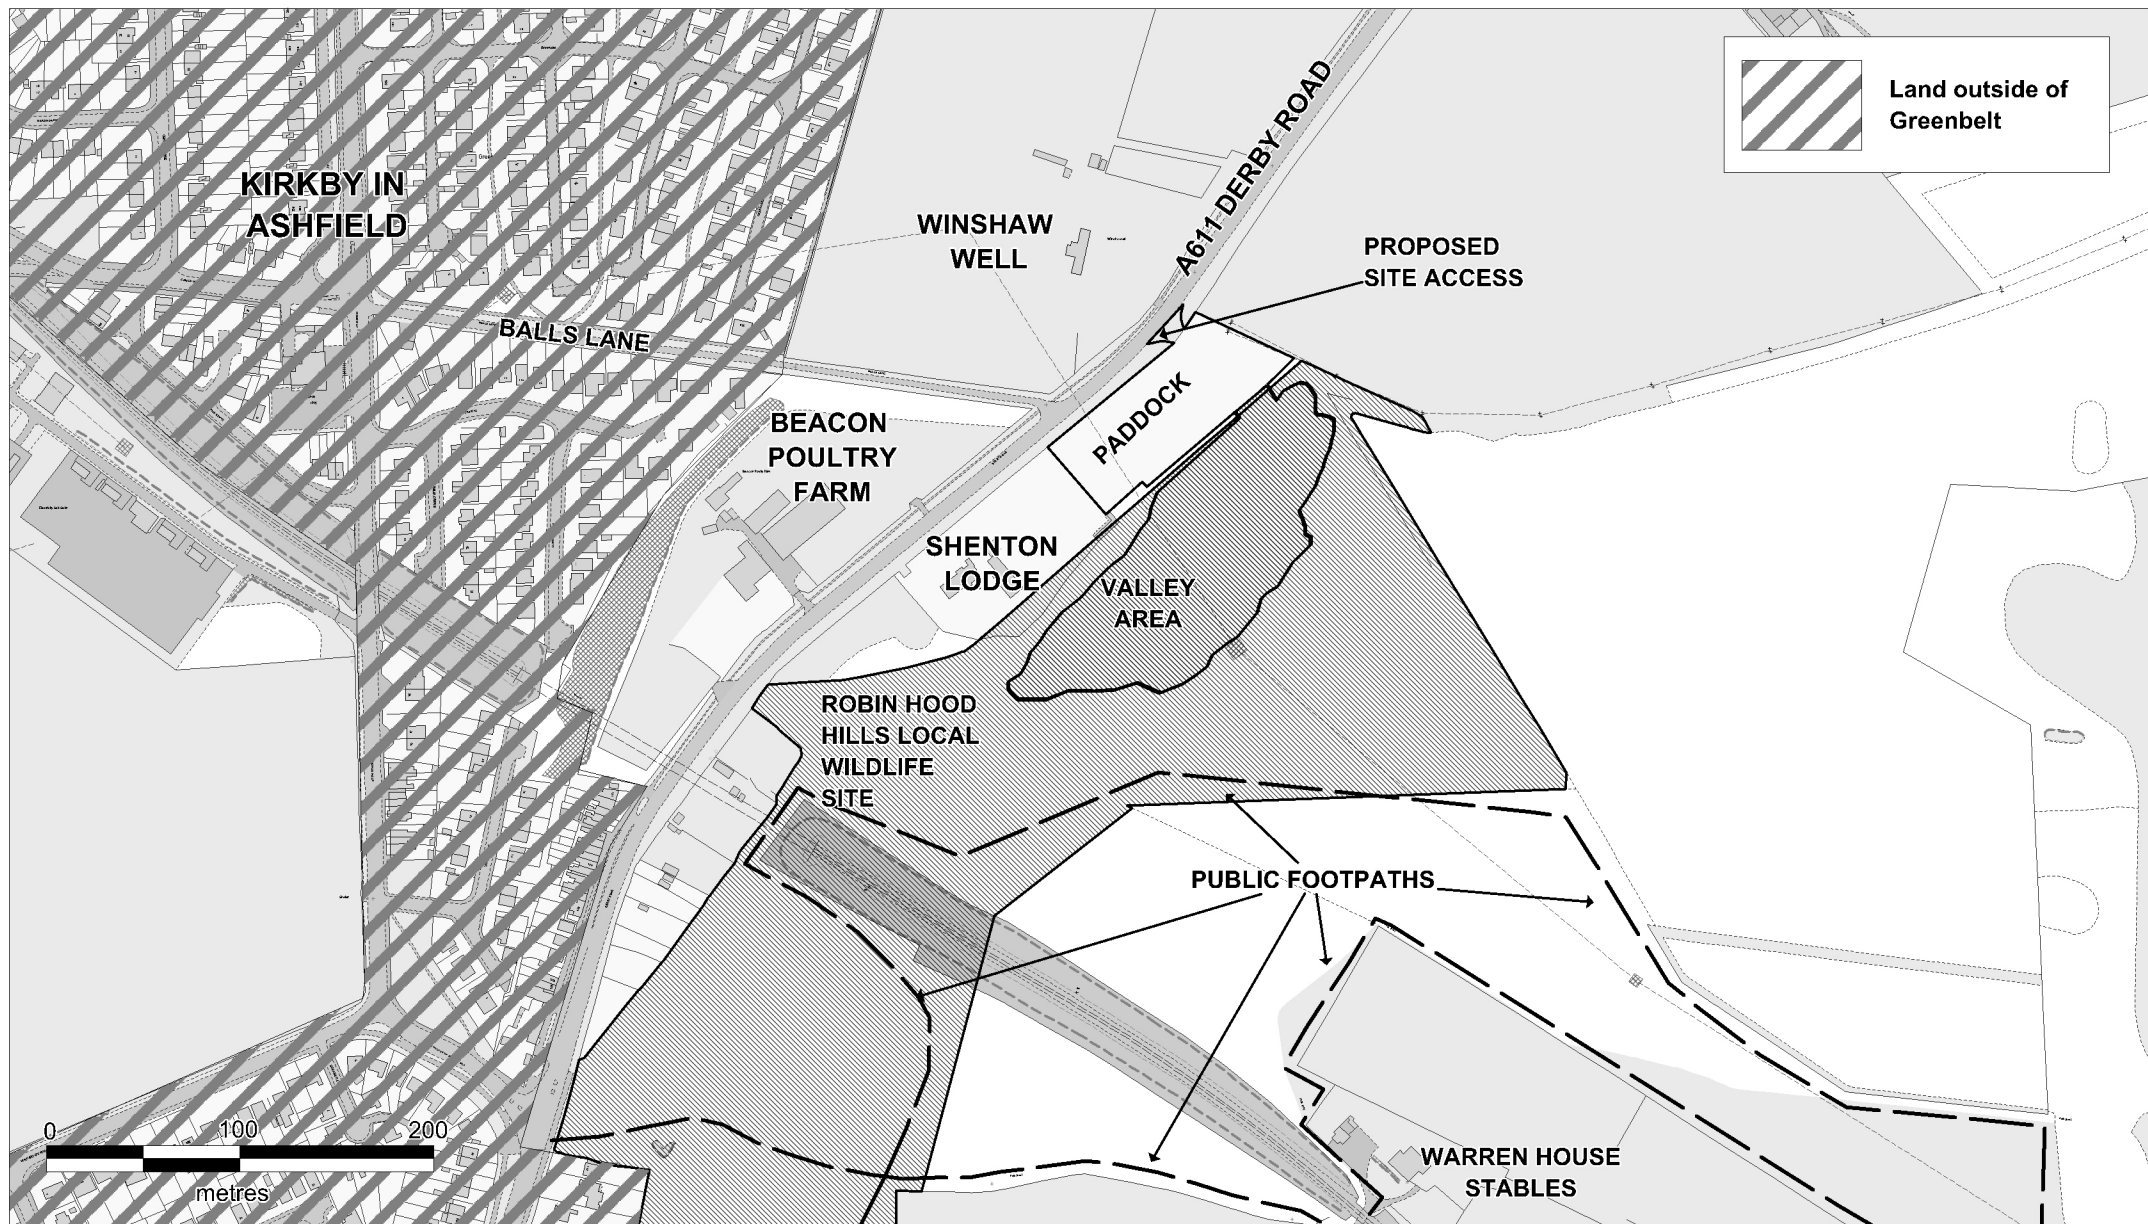 Land outside of
Greenbelt
KIRKBY IN
ASHFIELD
WINSHAW
WELL
A611 DERBY ROAD
PROPOSED
SITE ACCESS
BALLS LANE
PADDOCK
BEACON
POULTRY
FARM
SHENTON
LODGE
VALLEY
AREA
ROBIN HOOD
HILLS LOCAL
WILDLIFE
SITE
PUBLIC FOOTPATHS
WARREN HOUSE
STABLES
0 100 200
metres